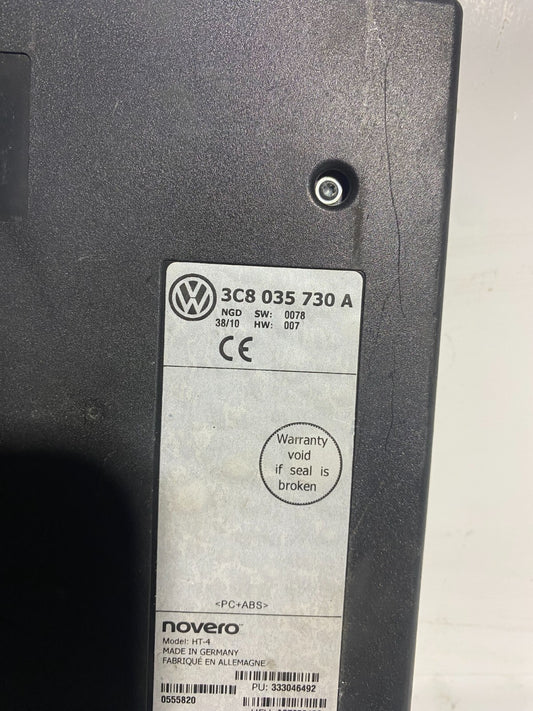 3C8 035 730 A
NGD SW: 0078
38/10 HW: 007
CE
Warranty
void
if seal is
broken
<PC+ABS>
novero
Model: HT-4
MADE IN GERMANY
FABRIQUÉ EN ALLEMAGNE
PU: 333046492
0555820